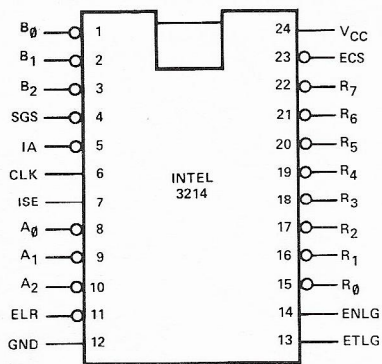 B0 1 24 VCC
B1 2 23 ECS
B2 3 22 R7
SGS 4 21 R6
IA 5 20 R5
CLK 6 INTEL 19 R4
ISE 7 3214 18 R3
A0 8 17 R2
A1 9 16 R1
A2 10 15 R0
ELR 11 14 ENLG
GND 12 13 ETLG